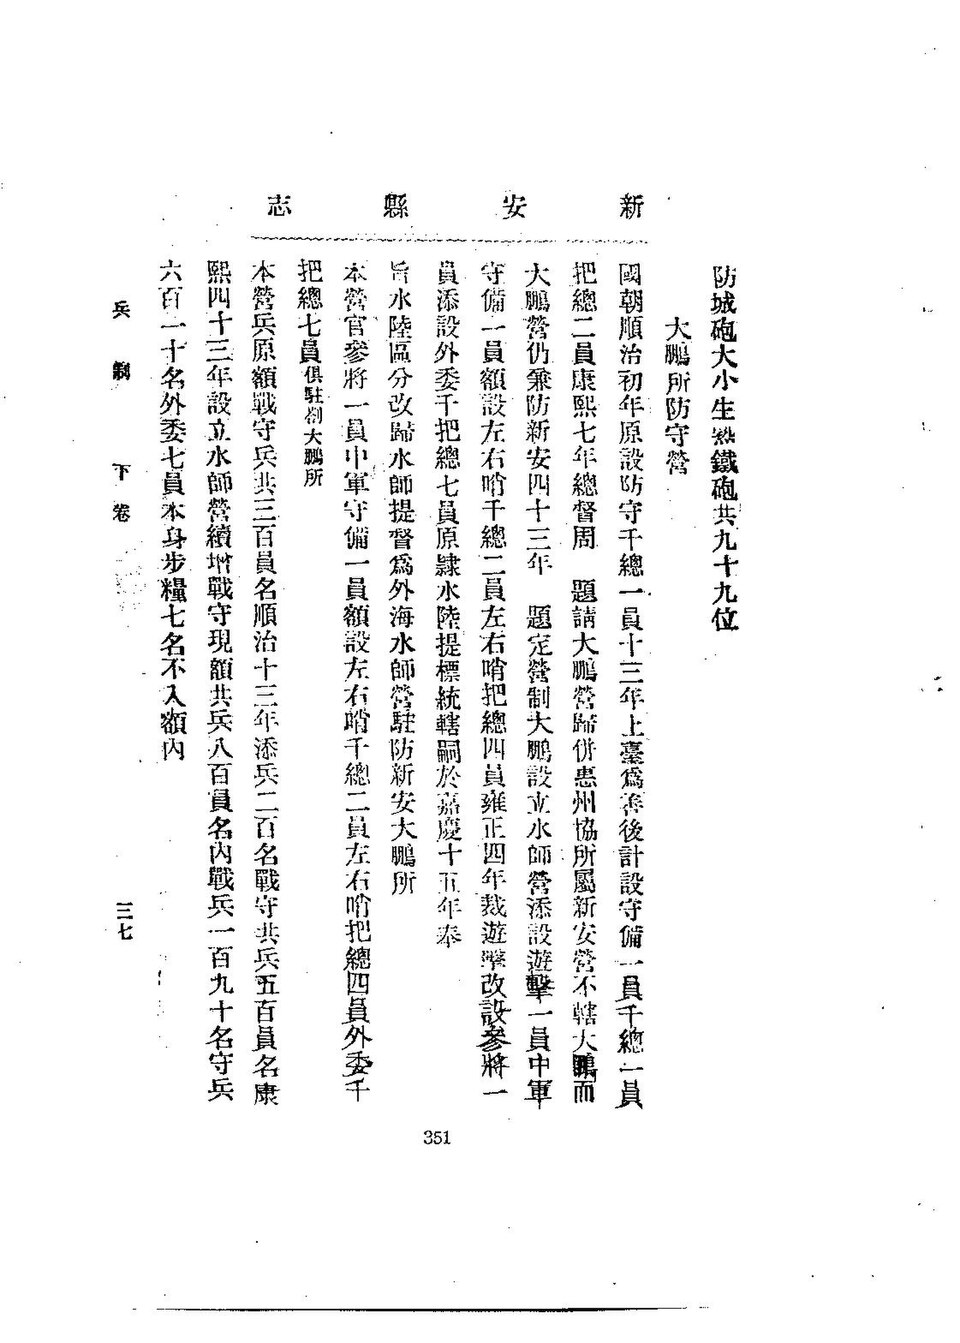 新安縣志
防城砲大小生熟鐵砲共九十九位
大鵬所防守營
國朝順治初年原設防守千總一員十三年上臺爲善後計設守備一員千總一員
把總二員康熙七年總督周 題請大鵬營歸併惠州協所屬新安營不轄大鵬而
大鵬營仍兼防新安四十三年 題定營制大鵬設立水師營添設遊擊一員中軍
守備一員額設左右哨千總二員左右哨把總四員雍正四年裁遊擊改設參將一
員添設外委千把總七員原隸水陸提標統轄嗣於嘉慶十五年奉
旨水陸區分改歸水師提督爲外海水師營駐防新安大鵬所
本營官參將一員中軍守備一員額設左右哨千總二員左右哨把總四員外委千
把總七員俱駐劄大鵬所
本營兵原額戰守兵共三百員名順治十三年添兵二百名戰守共兵五百員名康
熙四十三年設立水師營續增戰守現額共兵八百員名內戰兵一百九十名守兵
六百一十名外委七員本身步糧七名不入額內
兵制 下卷
三七
351